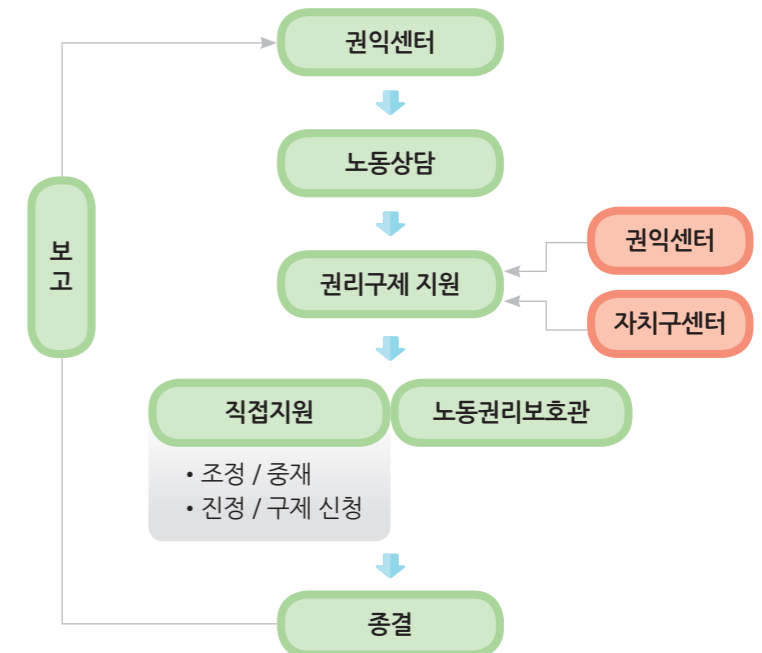 권익센터
노동상담
보
고
권리구제 지원
권익센터
자치구센터
직접지원
노동권리보호관
• 조정 / 중재
• 진정 / 구제 신청
종결